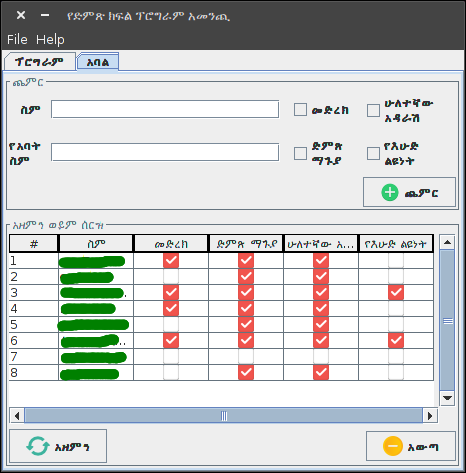 የድምጽ ክፍል ፕሮግራም አመንጪ
File Help
ፕሮግራም አባል
ጨምር
ስም መድረክ ሁለተኛው አዳራሽ
የአባት ስም ድምጽ ማጉያ የእሁድ ልዩነት
ጨምር
አዘምን ወይም ሰርዝ
# ስም መድረክ ድምጽ ማጉያ ሁለተኛው አ... የእሁድ ልዩነት
1
2
3
4
5
6
7
8
አዘምን አውጣ